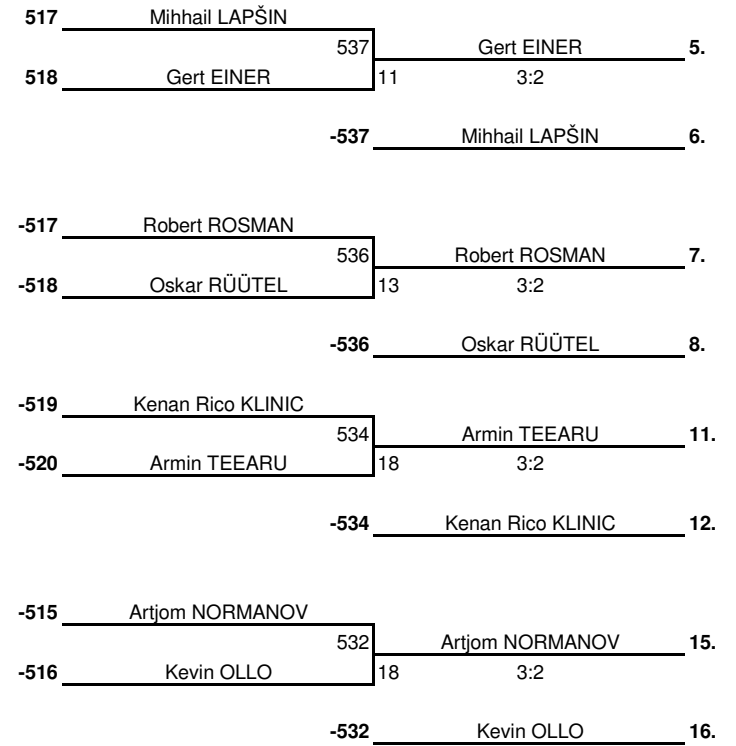 517 Mihhail LAPŠIN
537 Gert EINER 5.
518 Gert EINER 11 3:2
-537 Mihhail LAPŠIN 6.
-517 Robert ROSMAN
536 Robert ROSMAN 7.
-518 Oskar RÜÜTEL 13 3:2
-536 Oskar RÜÜTEL 8.
-519 Kenan Rico KLINIC
534 Armin TEEARU 11.
-520 Armin TEEARU 18 3:2
-534 Kenan Rico KLINIC 12.
-515 Artjom NORMANOV
532 Artjom NORMANOV 15.
-516 Kevin OLLO 18 3:2
-532 Kevin OLLO 16.